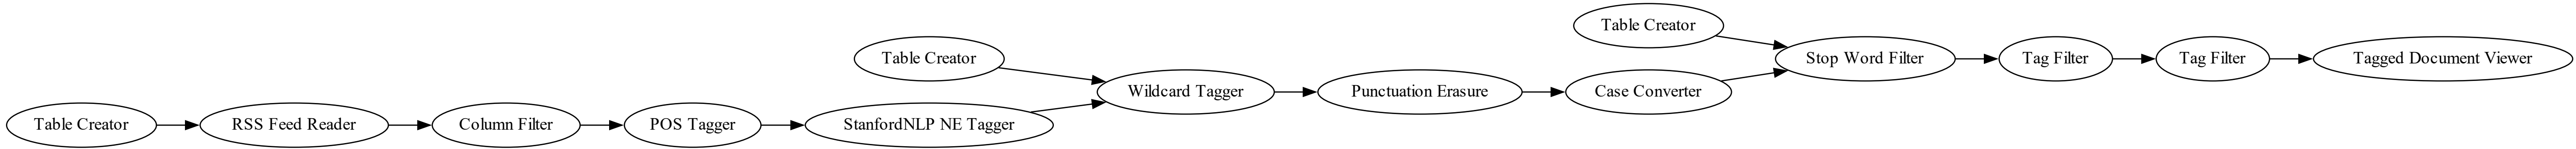 Table Creator
RSS Feed Reader
Column Filter
POS Tagger
StanfordNLP NE Tagger
Table Creator
Wildcard Tagger
Punctuation Erasure
Case Converter
Table Creator
Stop Word Filter
Tag Filter
Tag Filter
Tagged Document Viewer